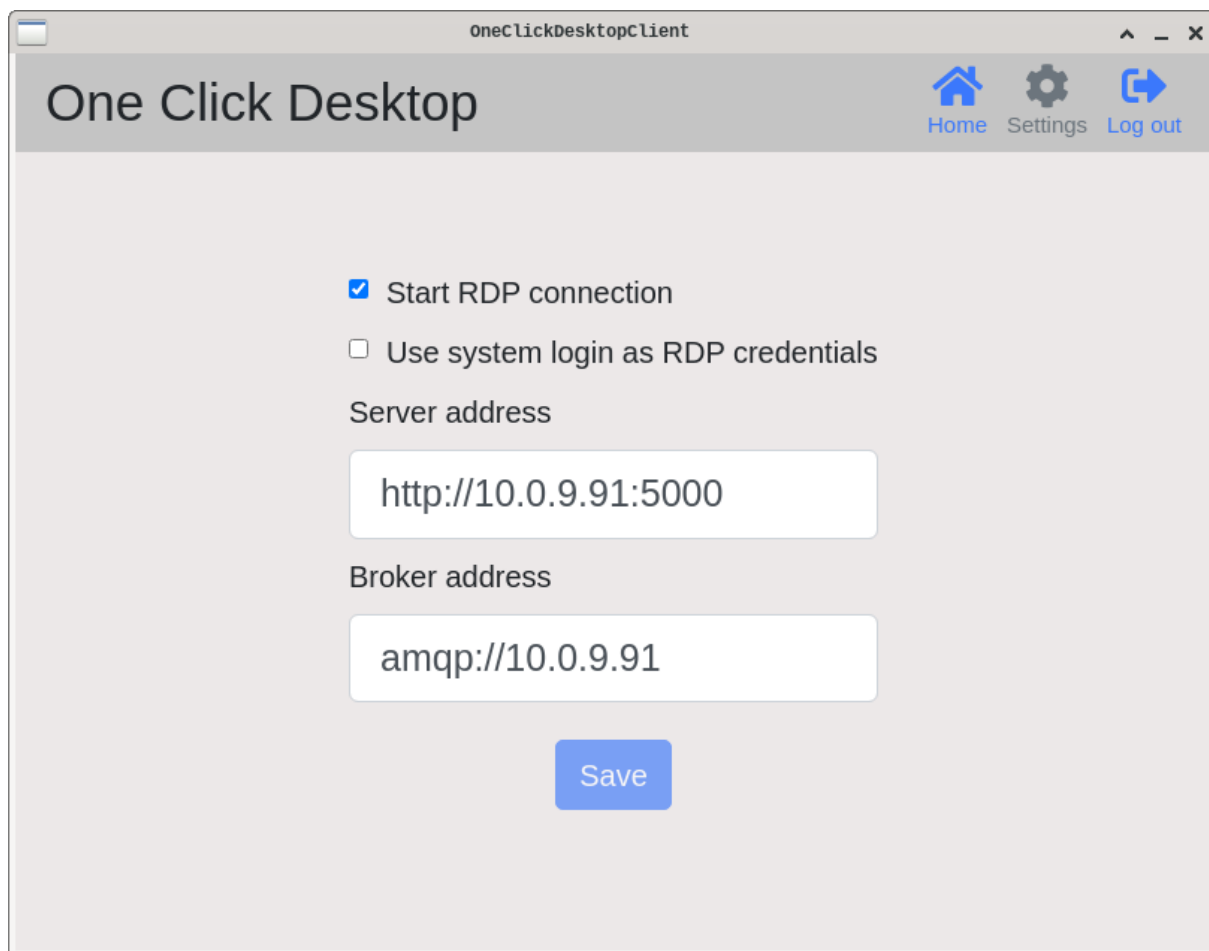 OneClickDesktopClient
One Click Desktop
Home Settings Log out
Start RDP connection
Use system login as RDP credentials
Server address
http://10.0.9.91:5000
Broker address
amqp://10.0.9.91
Save